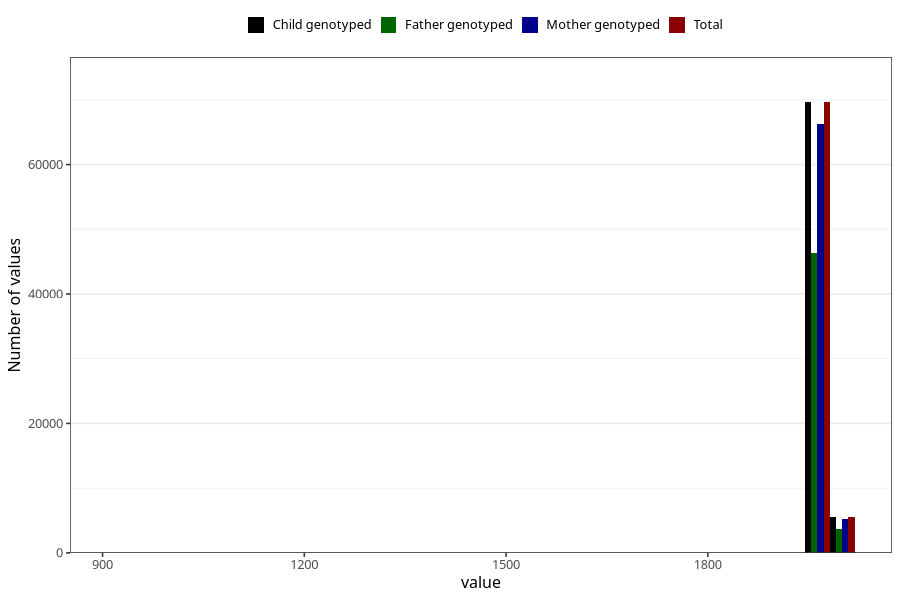 Child genotyped Father genotyped Mother genotyped Total
Number of values
60000
40000
20000
0
900 1200 1500 1800
value